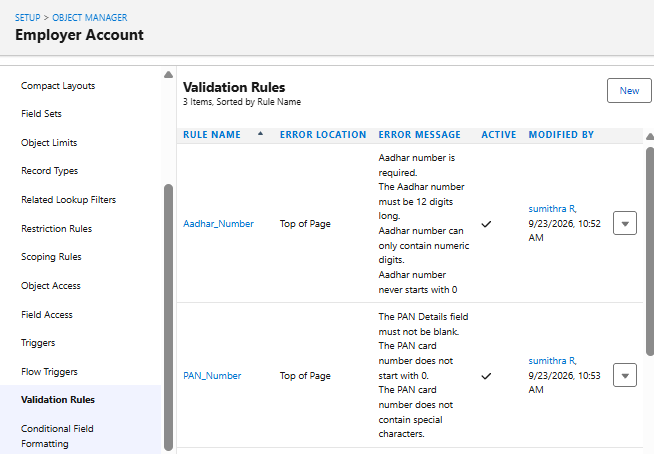 SETUP > OBJECT MANAGER
Employer Account
Compact Layouts
Field Sets
Object Limits
Record Types
Related Lookup Filters
Restriction Rules
Scoping Rules
Object Access
Field Access
Triggers
Flow Triggers
Validation Rules
Conditional Field
Formatting
Validation Rules
3 Items, Sorted by Rule Name
New
RULE NAME ERROR LOCATION ERROR MESSAGE ACTIVE MODIFIED BY
Aadhar_Number
Top of Page
Aadhar number is
required.
The Aadhar number
must be 12 digits
long.
Aadhar number can
only contain numeric
digits.
Aadhar number
never starts with 0
sumithra R,
9/23/2026, 10:52
AM
PAN_Number
Top of Page
The PAN Details field
must not be blank.
The PAN card
number does not
start with 0.
The PAN card
number does not
contain special
characters.
sumithra R,
9/23/2026, 10:53
AM